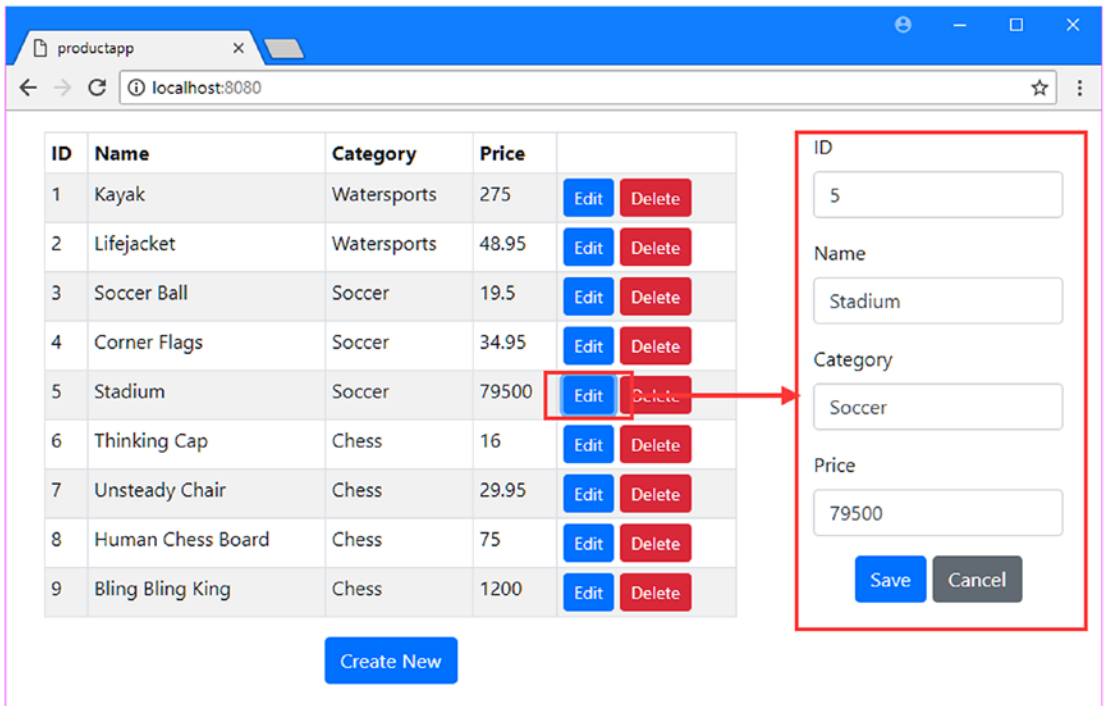 productapp
localhost:8080
ID Name Category Price
1 Kayak Watersports 275 Edit Delete
2 Lifejacket Watersports 48.95 Edit Delete
3 Soccer Ball Soccer 19.5 Edit Delete
4 Corner Flags Soccer 34.95 Edit Delete
5 Stadium Soccer 79500 Edit Delete
6 Thinking Cap Chess 16 Edit Delete
7 Unsteady Chair Chess 29.95 Edit Delete
8 Human Chess Board Chess 75 Edit Delete
9 Bling Bling King Chess 1200 Edit Delete
Create New
ID
5
Name
Stadium
Category
Soccer
Price
79500
Save Cancel